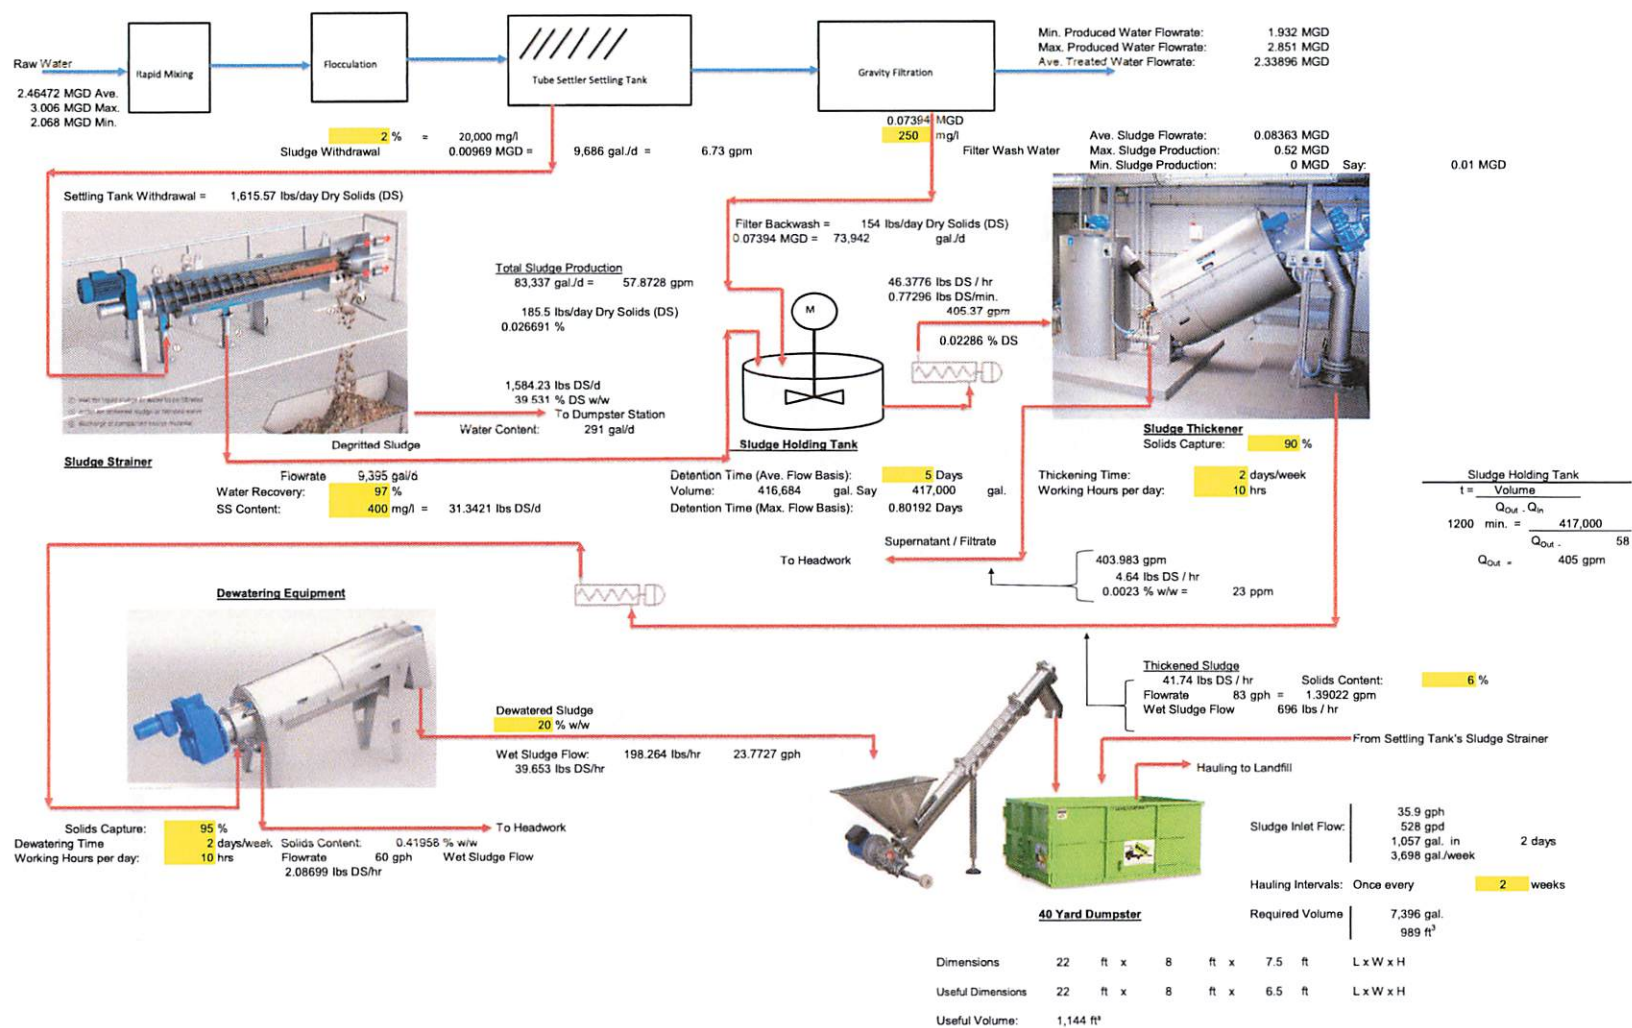 Raw Water
2.46472 MGD Ave.
3.006 MGD Max.
2.068 MGD Min.
Rapid Mixing
Flocculation
Tube Settler Settling Tank
Gravity Filtration
Min. Produced Water Flowrate: 1.932 MGD
Max. Produced Water Flowrate: 2.851 MGD
Ave. Treated Water Flowrate: 2.33896 MGD
2 % = 20,000 mg/l
Sludge Withdrawal 0.00969 MGD = 9,686 gal./d = 6.73 gpm
0.07394 MGD
250 mg/l
Filter Wash Water
Ave. Sludge Flowrate: 0.08363 MGD
Max. Sludge Production: 0.52 MGD
Min. Sludge Production: 0 MGD Say: 0.01 MGD
Settling Tank Withdrawal = 1,615.57 lbs/day Dry Solids (DS)
Filter Backwash = 154 lbs/day Dry Solids (DS)
0.07394 MGD = 73,942 gal./d
Total Sludge Production
83,337 gal./d = 57.8728 gpm
185.5 lbs/day Dry Solids (DS)
0.026691 %
46.3776 lbs DS / hr
0.77296 lbs DS/min.
405.37 gpm
0.02286 % DS
M
1,584.23 lbs DS/d
39.531 % DS w/w
To Dumpster Station
Water Content: 291 gal/d
Degritted Sludge
Sludge Strainer
Flowrate 9,395 gal/d
Water Recovery: 97 %
SS Content: 400 mg/l = 31.3421 lbs DS/d
Sludge Holding Tank
Detention Time (Ave. Flow Basis): 5 Days
Volume: 416,684 gal. Say 417,000 gal.
Detention Time (Max. Flow Basis): 0.80192 Days
Sludge Thickener
Solids Capture: 90 %
Thickening Time: 2 days/week
Working Hours per day: 10 hrs
Sludge Holding Tank
t = Volume
QOut - QIn
1200 min. = 417,000
QOut - 58
QOut = 405 gpm
Supernatant / Filtrate
To Headwork
403.983 gpm
4.64 lbs DS / hr
0.0023 % w/w = 23 ppm
Dewatering Equipment
Thickened Sludge
41.74 lbs DS / hr Solids Content: 6 %
Flowrate 83 gph = 1.39022 gpm
Wet Sludge Flow 696 lbs / hr
Dewatered Sludge
20 % w/w
Wet Sludge Flow: 198.264 lbs/hr 23.7727 gph
39.653 lbs DS/hr
From Settling Tank's Sludge Strainer
Hauling to Landfill
Solids Capture: 95 %
Dewatering Time 2 days/week
Working Hours per day: 10 hrs
To Headwork
Solids Content: 0.41958 % w/w
Flowrate 60 gph Wet Sludge Flow
2.08699 lbs DS/hr
Sludge Inlet Flow:
35.9 gph
528 gpd
1,057 gal. in 2 days
3,698 gal./week
Hauling Intervals: Once every 2 weeks
40 Yard Dumpster
Required Volume 7,396 gal.
989 ft³
Dimensions 22 ft x 8 ft x 7.5 ft L x W x H
Useful Dimensions 22 ft x 8 ft x 6.5 ft L x W x H
Useful Volume: 1,144 ft³